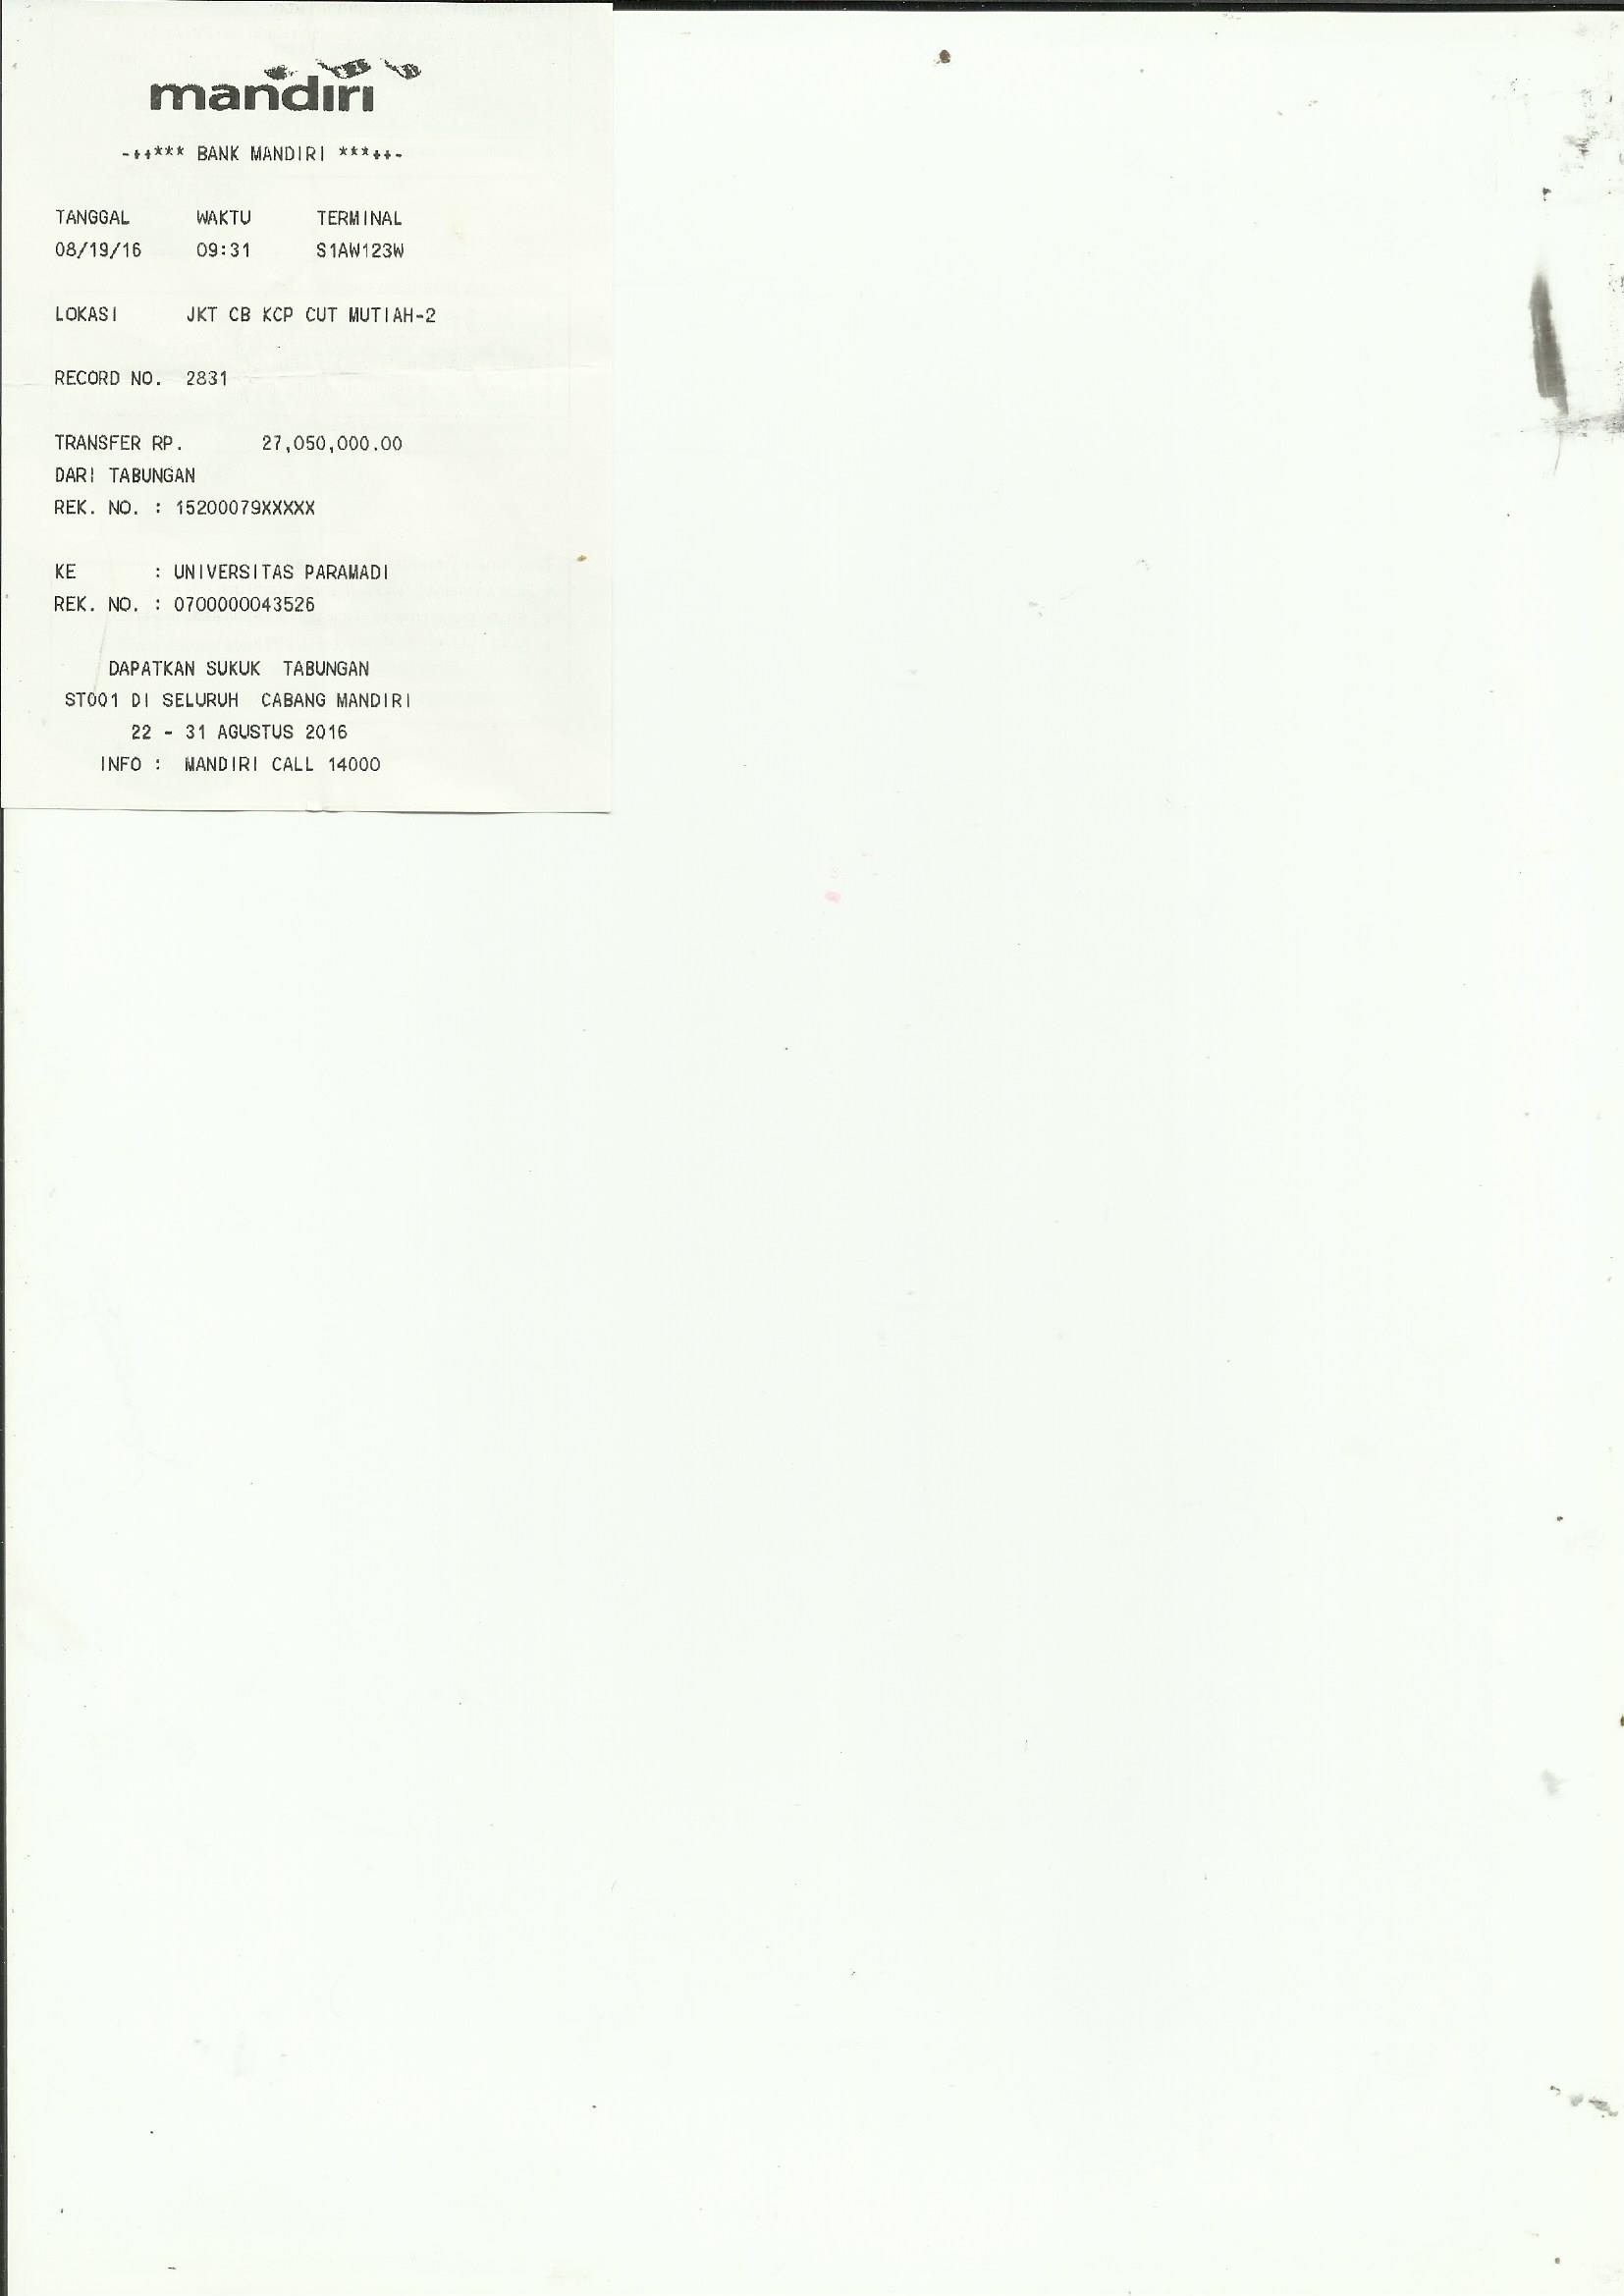 mandiri
-++*** BANK MANDIRI ***++-
TANGGAL WAKTU TERMINAL
08/19/16 09:31 S1AW123W
LOKASI JKT CB KCP CUT MUTIAH-2
RECORD NO. 2831
TRANSFER RP. 27,050,000.00
DARI TABUNGAN
REK. NO. : 15200079XXXXX
KE : UNIVERSITAS PARAMADI
REK. NO. : 0700000043526
DAPATKAN SUKUK TABUNGAN
ST001 DI SELURUH CABANG MANDIRI
22 - 31 AGUSTUS 2016
INFO : MANDIRI CALL 14000